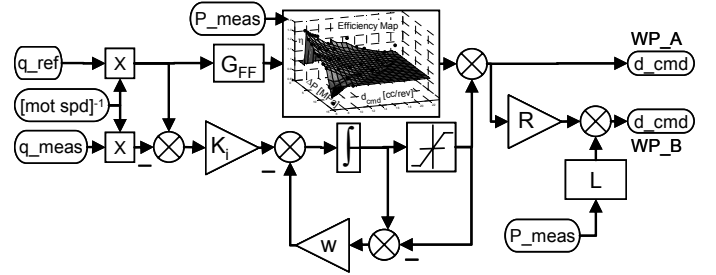 P_meas
Efficiency Map
η
ΔP [MPa]
d_cmd [cc/rev]
q_ref
X
G_FF
WP_A
d_cmd
[mot spd]^-1
R
d_cmd
WP_B
q_meas
X
K_i
∫
L
w
P_meas